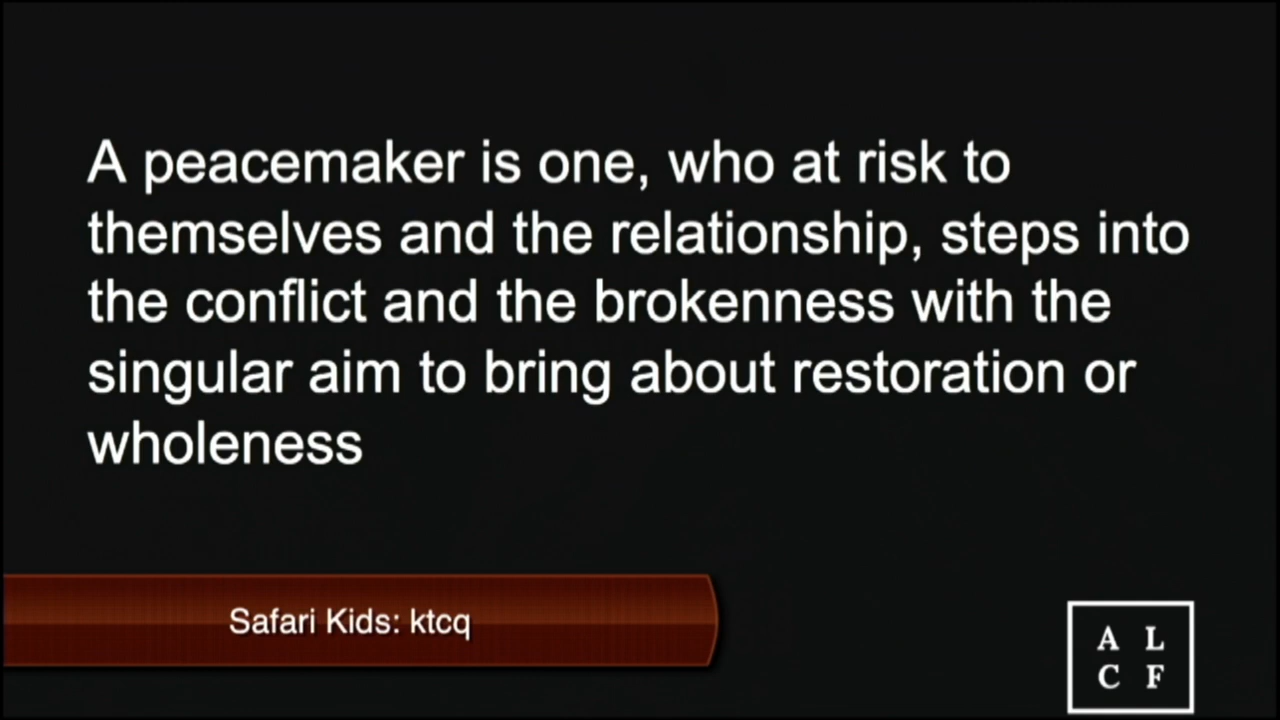 A peacemaker is one, who at risk to
themselves and the relationship, steps into
the conflict and the brokenness with the
singular aim to bring about restoration or
wholeness
Safari Kids: ktcq
A L
C F